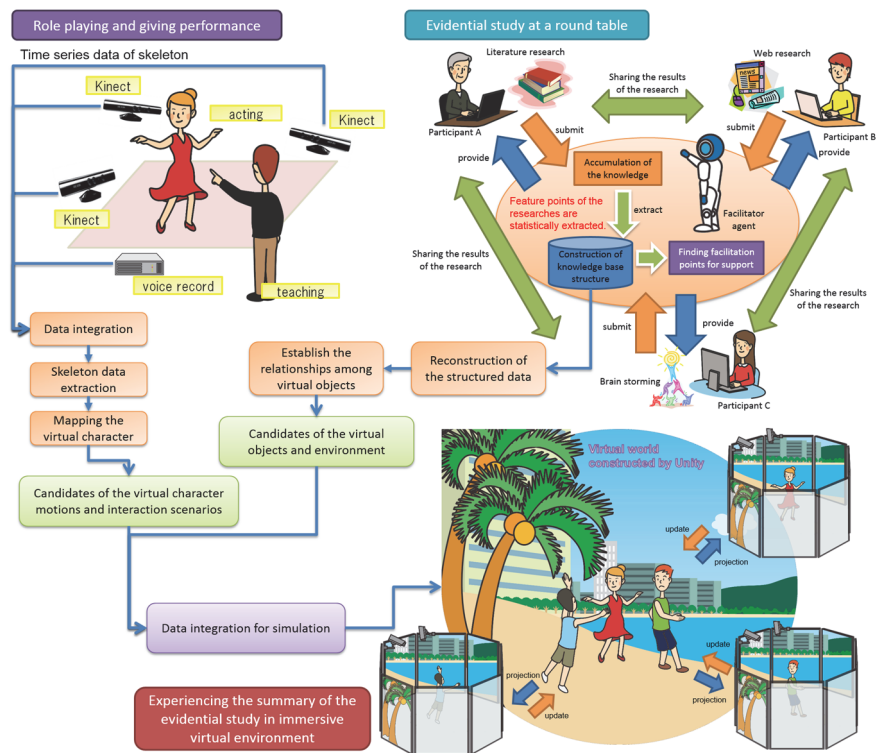 Role playing and giving performance
Time series data of skeleton
Kinect
acting
Kinect
Kinect
voice record
teaching
Data integration
Skeleton data
extraction
Mapping the
virtual character
Candidates of the virtual character
motions and interaction scenarios
Evidential study at a round table
Literature research
Web research
NEWS
Sharing the results
of the research
Participant A
Participant B
submit
submit
provide
provide
Accumulation of
the knowledge
Feature points of the
researches are
statistically extracted.
extract
Facilitator
agent
Construction of
knowledge base
structure
Finding facilitation
points for support
Sharing the results
of the research
Sharing the results
of the research
submit
provide
Brain storming
Participant C
Reconstruction of
the structured data
Establish the
relationships among
virtual objects
Candidates of the virtual
objects and environment
Data integration for simulation
Virtual world
constructed by Unity
update
projection
update
projection
projection
update
Experiencing the summary of the
evidential study in immersive
virtual environment